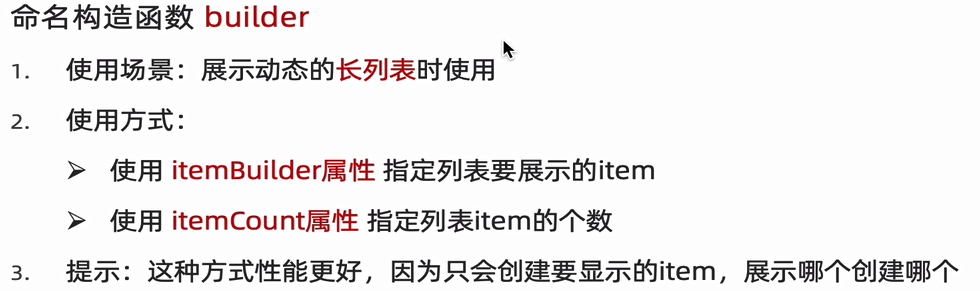 命名构造函数 builder
1. 使用场景：展示动态的长列表时使用
2. 使用方式：
➢ 使用 itemBuilder属性 指定列表要展示的item
➢ 使用 itemCount属性 指定列表item的个数
3. 提示：这种方式性能更好，因为只会创建要显示的item，展示哪个创建哪个